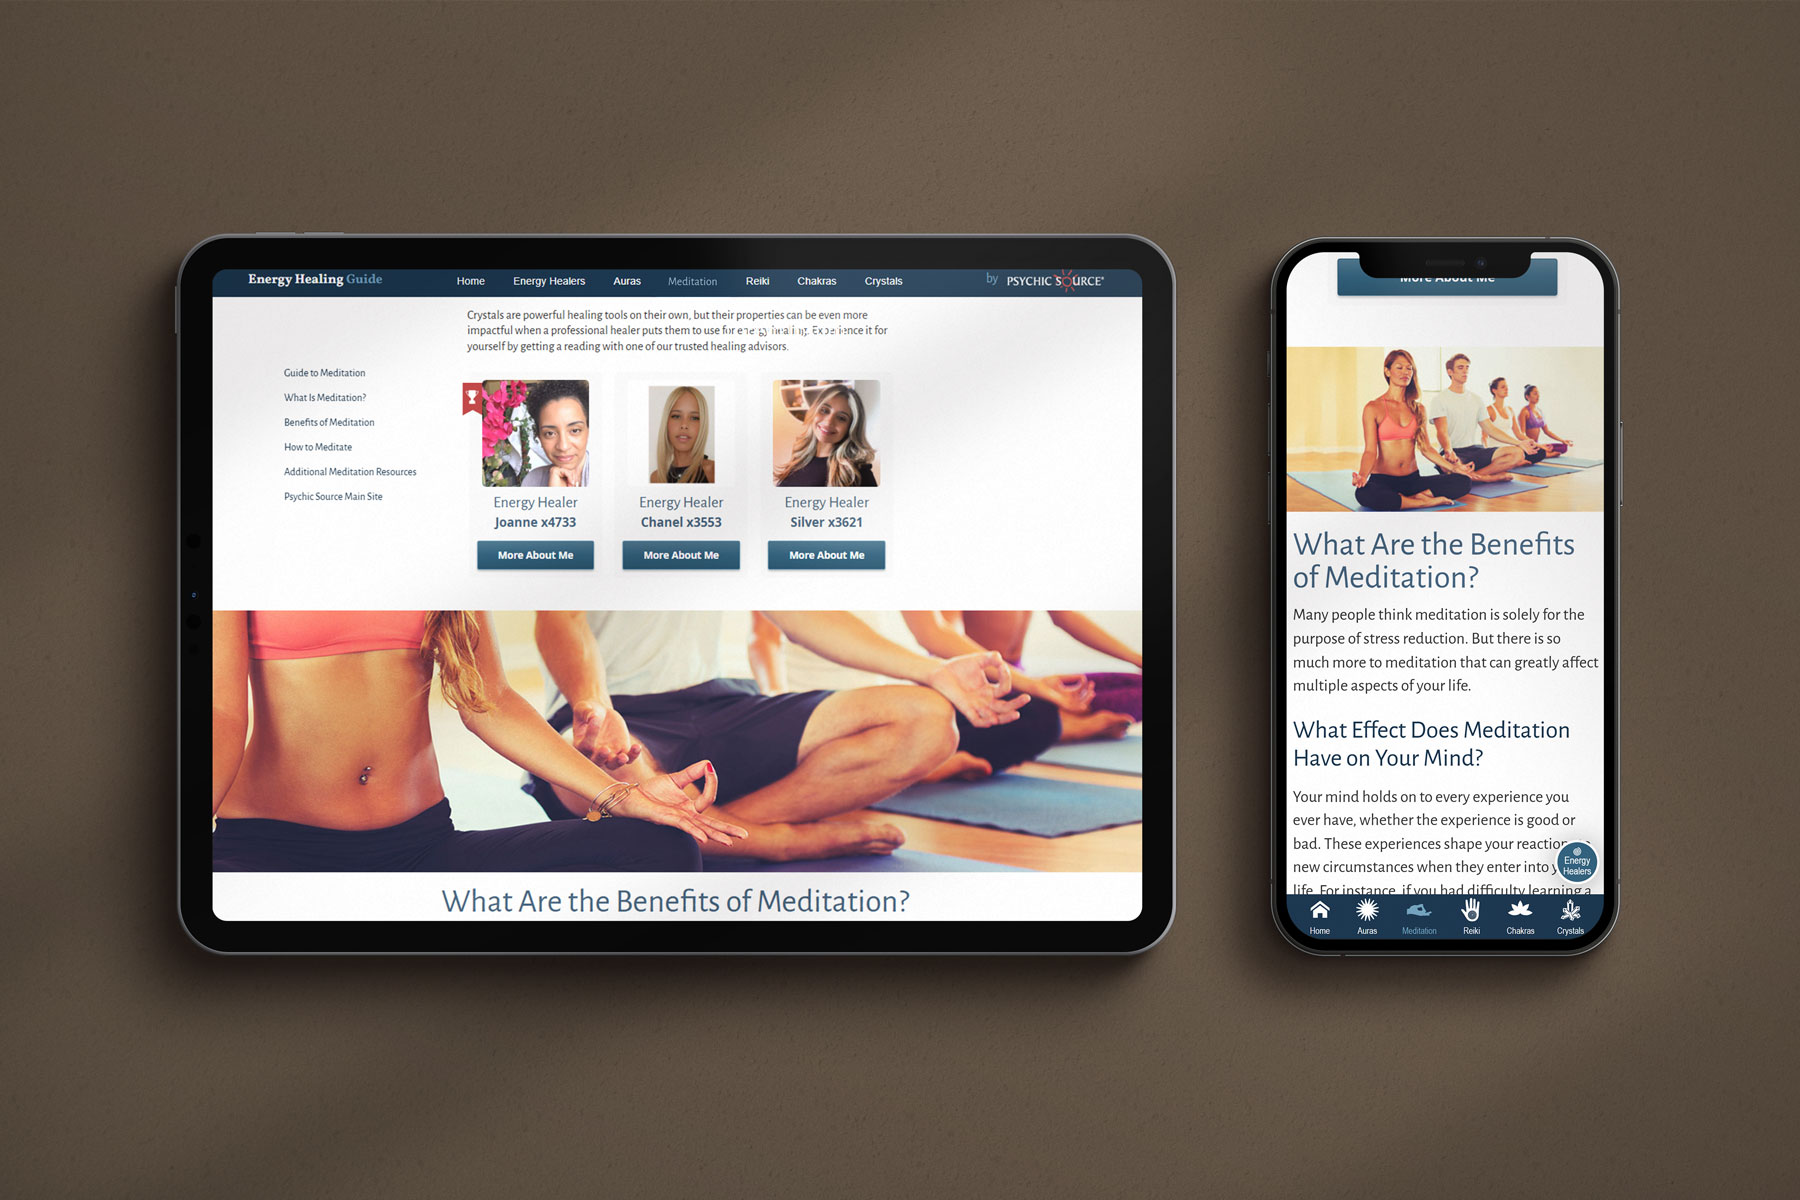 Energy Healing Guide
Home Energy Healers Auras Meditation Reiki Chakras Crystals
by PSYCHIC SOURCE®
Crystals are powerful healing tools on their own, but their properties can be even more
impactful when a professional healer puts them to use for energy healing. Experience it for
yourself by getting a reading with one of our trusted healing advisors.
Guide to Meditation
What Is Meditation?
Benefits of Meditation
How to Meditate
Additional Meditation Resources
Psychic Source Main Site
Energy Healer
Joanne x4733
More About Me
Energy Healer
Chanel x3553
More About Me
Energy Healer
Silver x3621
More About Me
What Are the Benefits of Meditation?
More About Me
What Are the Benefits
of Meditation?
Many people think meditation is solely for the
purpose of stress reduction. But there is so
much more to meditation that can greatly affect
multiple aspects of your life.
What Effect Does Meditation
Have on Your Mind?
Your mind holds on to every experience you
ever have, whether the experience is good or
bad. These experiences shape your reaction
new circumstances when they enter into
life. For instance, if you had difficulty learning a
Energy
Healers
Home Auras Meditation Reiki Chakras Crystals